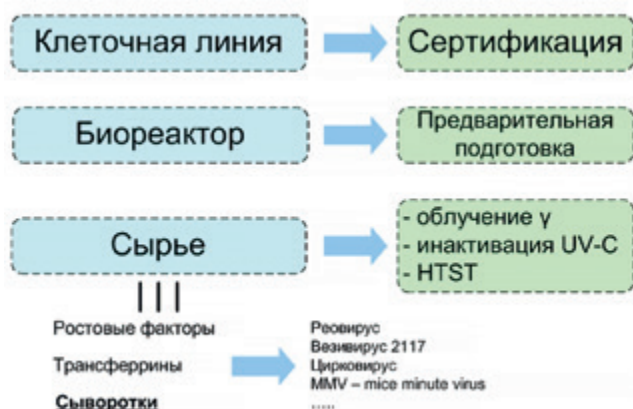 Клеточная линия
Сертификация
Биореактор
Предварительная
подготовка
Сырье
- облучение γ
- инактивация UV-C
- HTST
Ростовые факторы
Трансферрины
Сыворотки
Реовирус
Везивирус 2117
Цирковирус
MMV – mice minute virus
.....